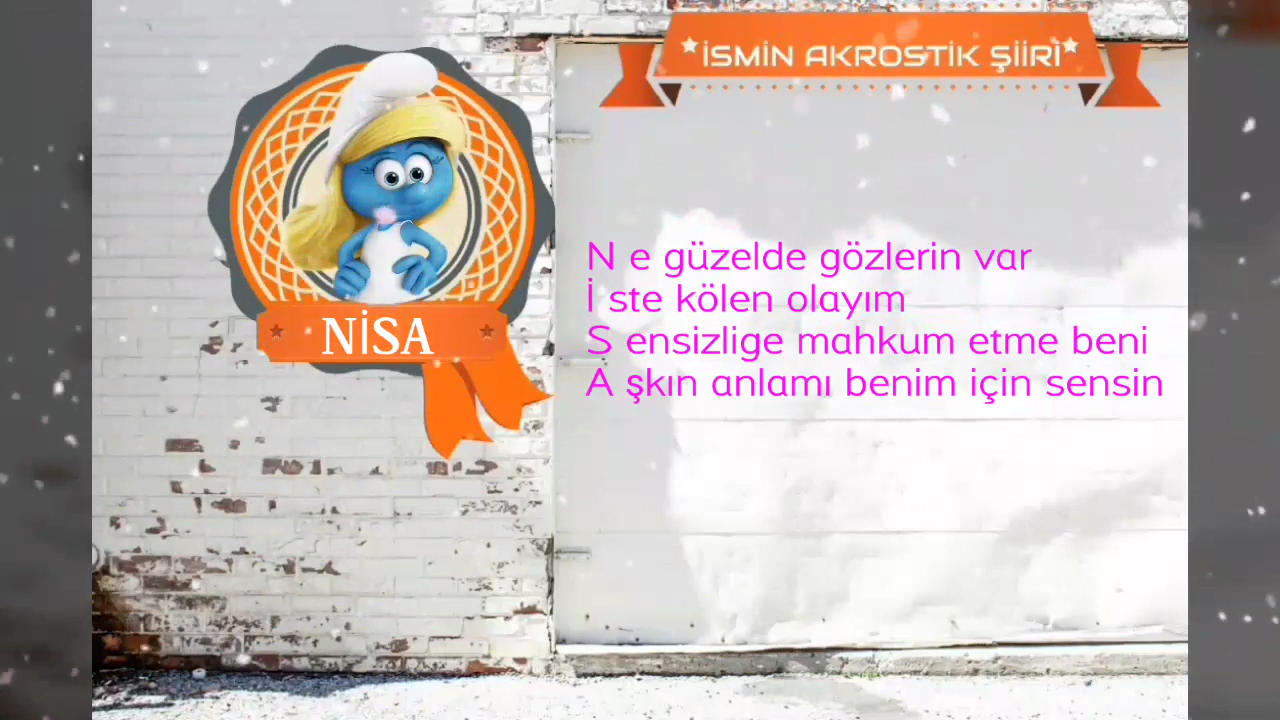 İSMİN AKROSTİK ŞİİRİ
NİSA
N e güzelde gözlerin var
İ ste kölen olayım
S ensizlige mahkum etme beni
A şkın anlamı benim için sensin